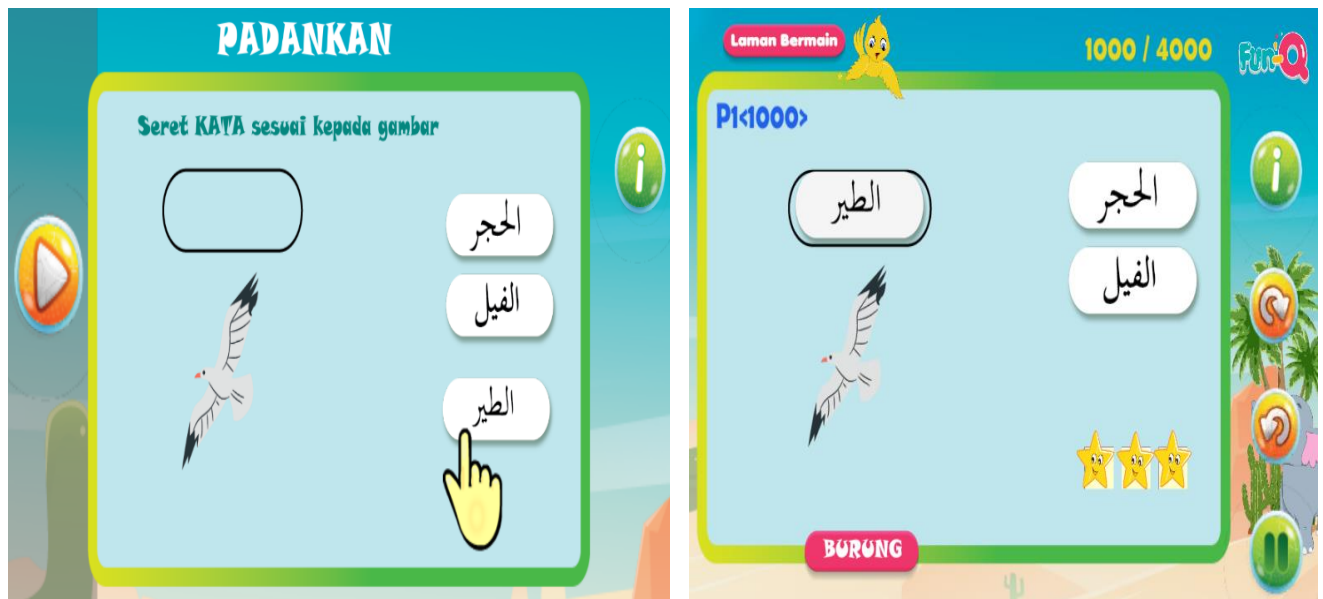 PADANKAN
Seret KATA sesuai kepada gambar
الحجر
الفيل
الطير
Laman Bermain
1000 / 4000
Fun-Q
P1<1000>
الطير
الحجر
الفيل
BURUNG